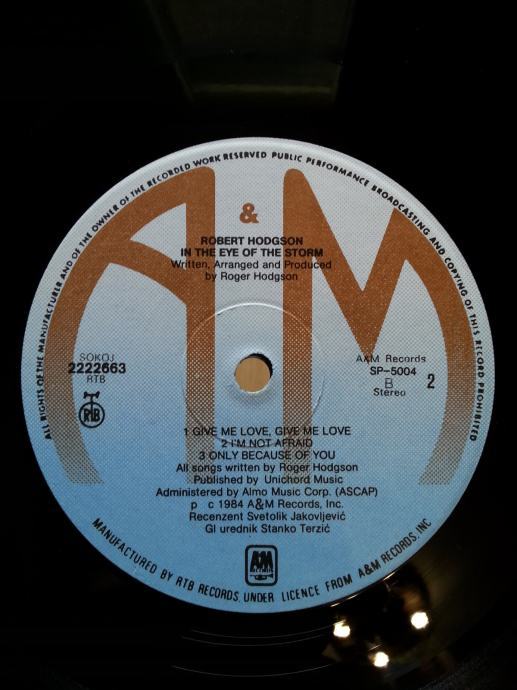 ALL RIGHTS OF THE MANUFACTURER AND OF THE OWNER OF THE RECORDED WORK RESERVED PUBLIC PERFORMANCE BROADCASTING AND COPYING OF THIS RECORD PROHIBITED
A & M
ROBERT HODGSON
IN THE EYE OF THE STORM
Written, Arranged and Produced
by Roger Hodgson
SOKOJ
2222663
RTB
RTB
A&M Records
SP-5004
B
Stereo
2
1 GIVE ME LOVE, GIVE ME LOVE
2 I'M NOT AFRAID
3 ONLY BECAUSE OF YOU
All songs written by Roger Hodgson
Published by Unichord Music
Administered by Almo Music Corp. (ASCAP)
p c 1984 A&M Records, Inc.
Recenzent Svetolik Jakovljević
Gl urednik Stanko Terzić
A&M
MANUFACTURED BY RTB RECORDS, UNDER LICENCE FROM A&M RECORDS, INC